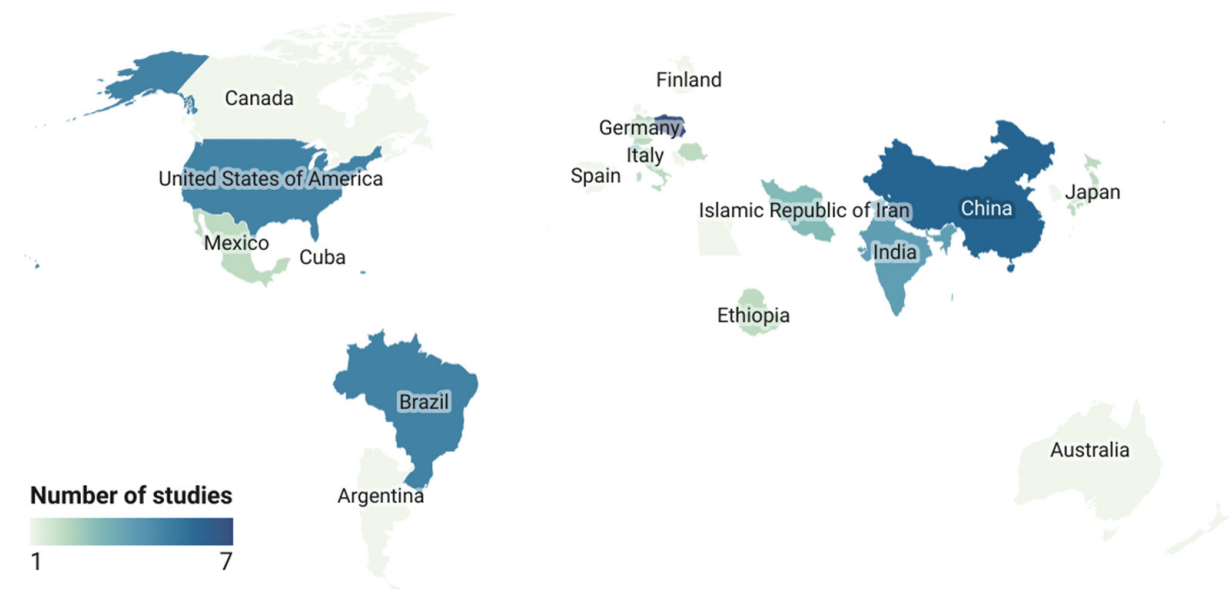 Finland
Canada
Germany
Italy
Spain
United States of America
Japan
Islamic Republic of Iran
China
Mexico
Cuba
India
Ethiopia
Brazil
Australia
Argentina
Number of studies
1 7